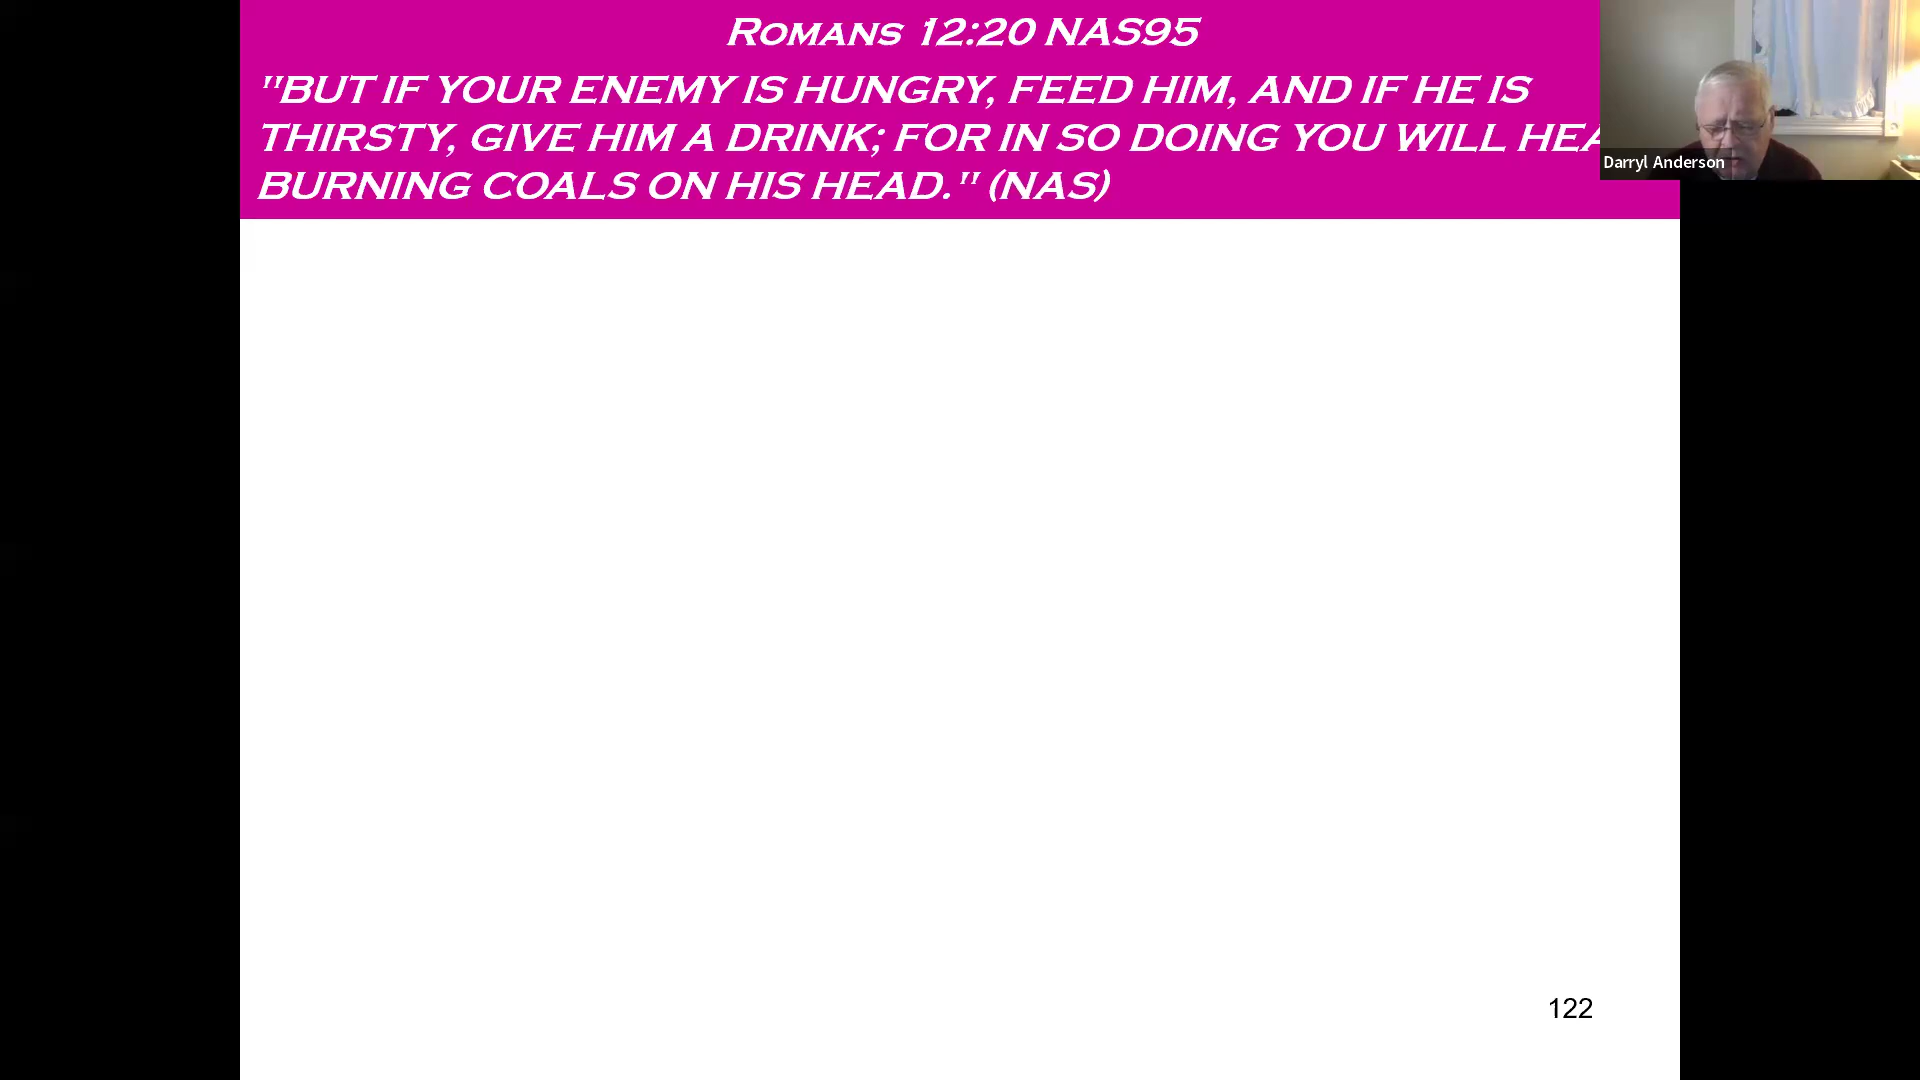 Romans 12:20 NAS95
"BUT IF YOUR ENEMY IS HUNGRY, FEED HIM, AND IF HE IS
THIRSTY, GIVE HIM A DRINK; FOR IN SO DOING YOU WILL
BURNING COALS ON HIS HEAD." (NAS)
Darryl Anderson
122